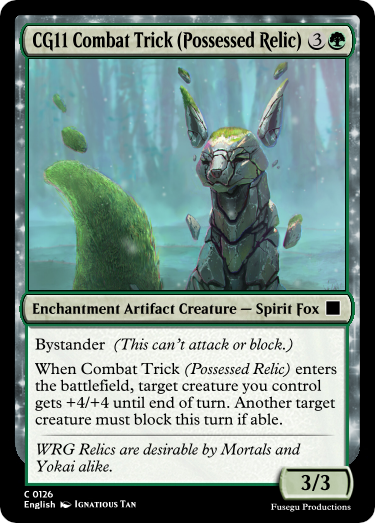 CG11 Combat Trick (Possessed Relic) 3
Enchantment Artifact Creature — Spirit Fox
Bystander (This can't attack or block.)
When Combat Trick (Possessed Relic) enters
the battlefield, target creature you control
gets +4/+4 until end of turn. Another target
creature must block this turn if able.
WRG Relics are desirable by Mortals and
Yokai alike.
3/3
C 0126
English Ignatious Tan
Fusegu Productions